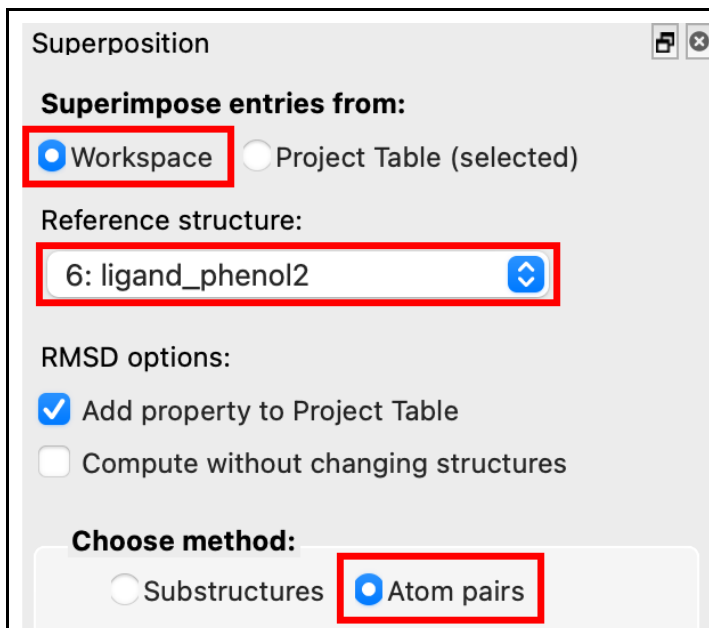 Superposition
Superimpose entries from:
Workspace Project Table (selected)
Reference structure:
6: ligand_phenol2
RMSD options:
Add property to Project Table
Compute without changing structures
Choose method:
Substructures Atom pairs